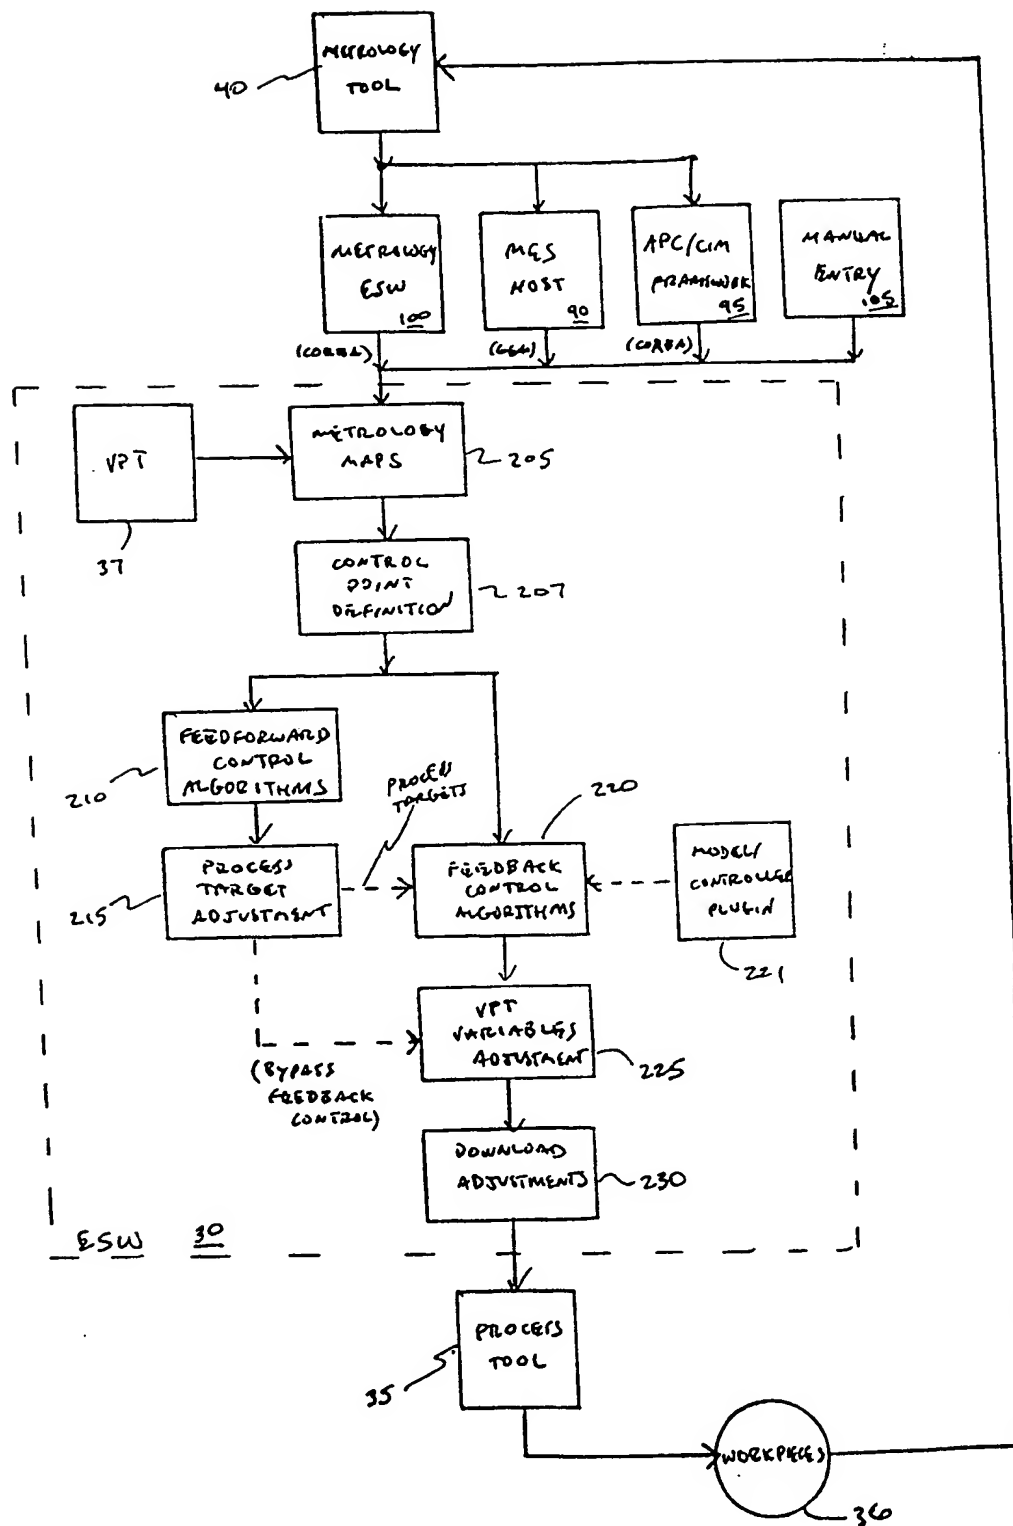 METROLOGY
TOOL
40
METROLOGY
ESW
100
MES
HOST
90
APC/CIM
FRAMEWORK
95
MANUAL
ENTRY
105
(CORBA)
(GEM)
(CORBA)
VPT
37
METROLOGY
MAPS
205
CONTROL
POINT
DEFINITION
207
FEEDFORWARD
CONTROL
ALGORITHMS
210
PROCESS
TARGETS
220
PROCESS
TARGET
ADJUSTMENT
215
FEEDBACK
CONTROL
ALGORITHMS
MODEL/
CONTROLLER
PLUGIN
221
VPT
VARIABLES
ADJUSTMENT
225
(BYPASS
FEEDBACK
CONTROL)
DOWNLOAD
ADJUSTMENTS
230
ESW 30
PROCESS
TOOL
35
WORKPIECES
36